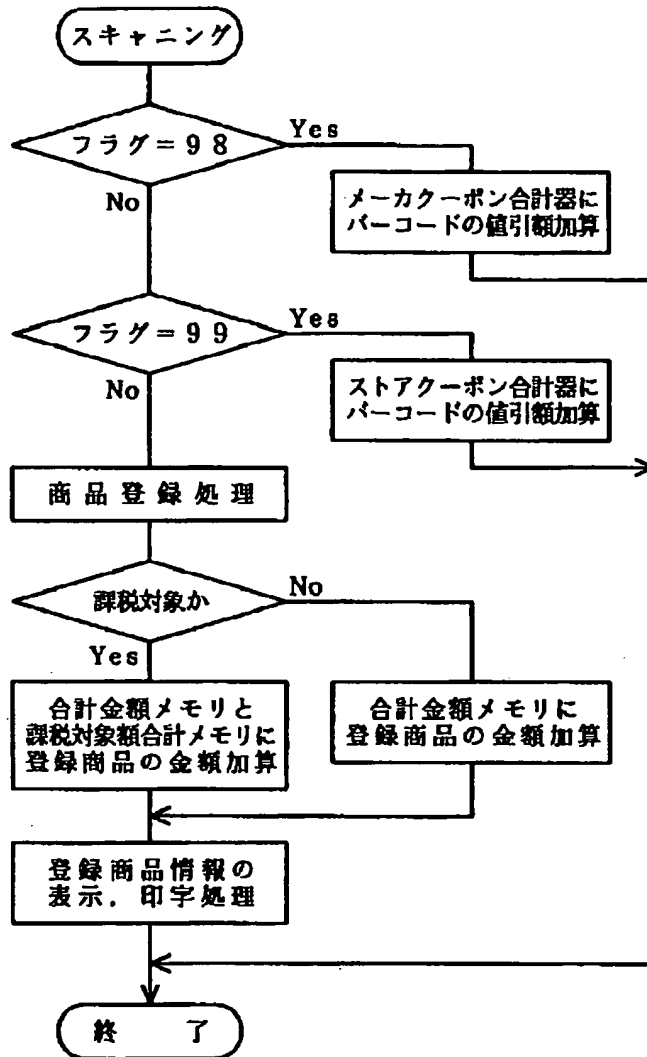 スキャニング
フラグ=98
Yes
No
メーカクーポン合計器に
バーコードの値引額加算
フラグ=99
Yes
No
ストアクーポン合計器に
バーコードの値引額加算
商品登録処理
課税対象か
No
Yes
合計金額メモリと
課税対象額合計メモリに
登録商品の金額加算
合計金額メモリに
登録商品の金額加算
登録商品情報の
表示.印字処理
終 了